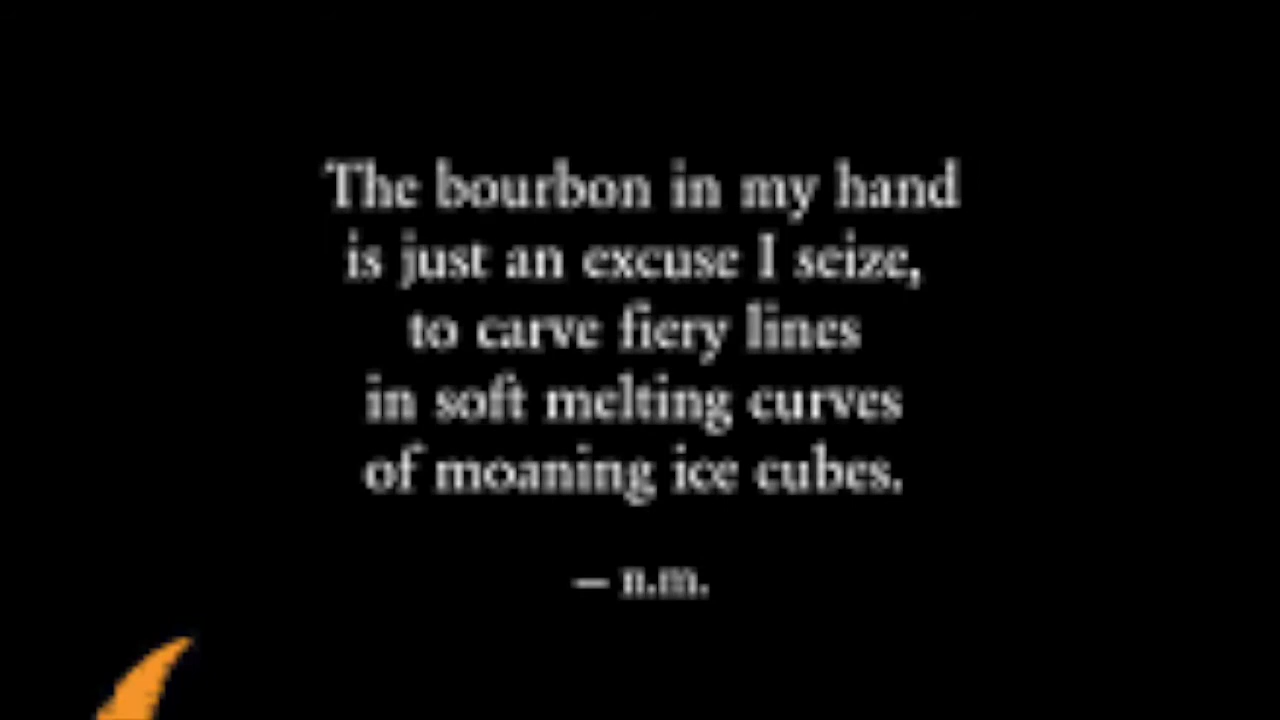 The bourbon in my hand
is just an excuse I seize,
to carve fiery lines
in soft melting curves
of moaning ice cubes.
— n.m.